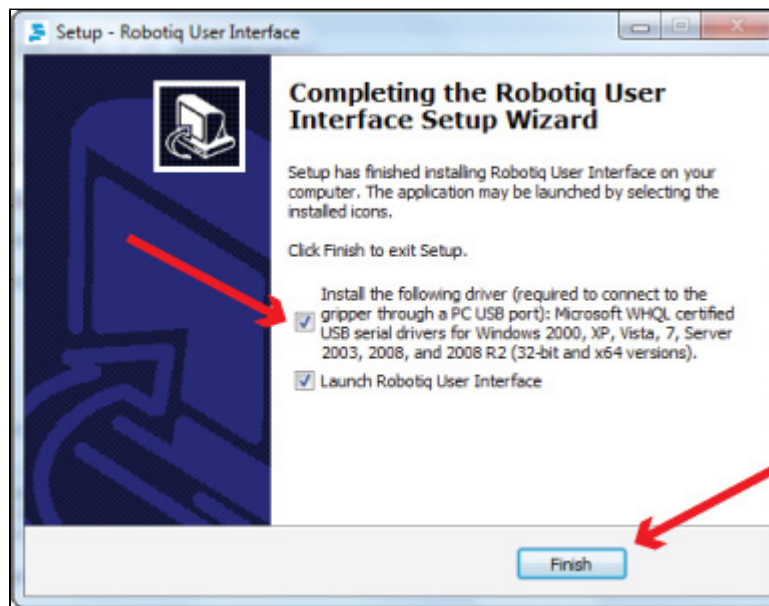 Setup - Robotiq User Interface
Completing the Robotiq User
Interface Setup Wizard
Setup has finished installing Robotiq User Interface on your
computer. The application may be launched by selecting the
installed icons.
Click Finish to exit Setup.
Install the following driver (required to connect to the
gripper through a PC USB port): Microsoft WHQL certified
USB serial drivers for Windows 2000, XP, Vista, 7, Server
2003, 2008, and 2008 R2 (32-bit and x64 versions).
Launch Robotiq User Interface
Finish